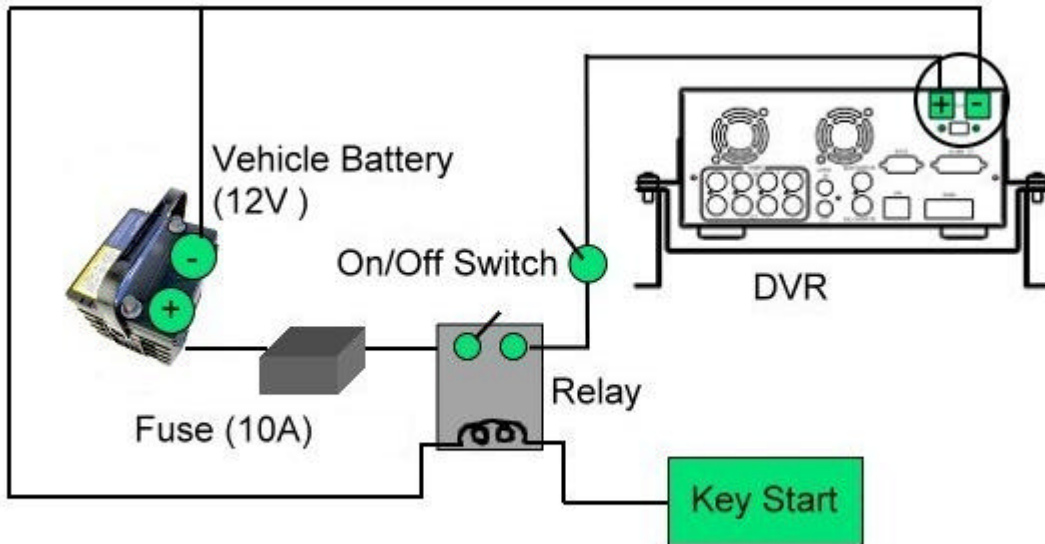 + -
Vehicle Battery
(12V )
-
On/Off Switch
+
DVR
Relay
Fuse (10A)
Key Start